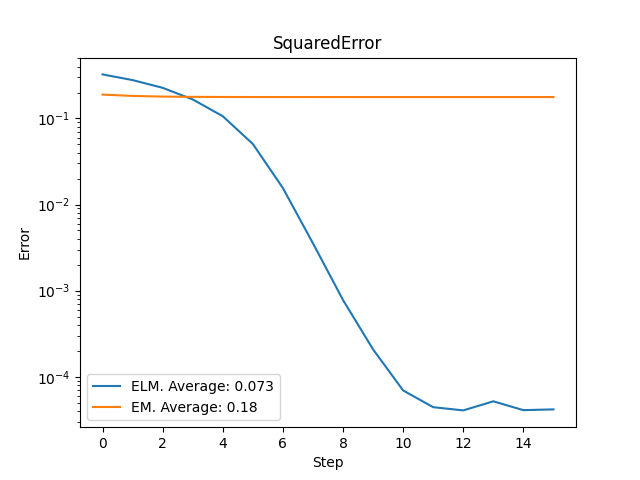 SquaredError
Error
10⁻¹
10⁻²
10⁻³
10⁻⁴
ELM. Average: 0.073
EM. Average: 0.18
0 2 4 6 8 10 12 14
Step